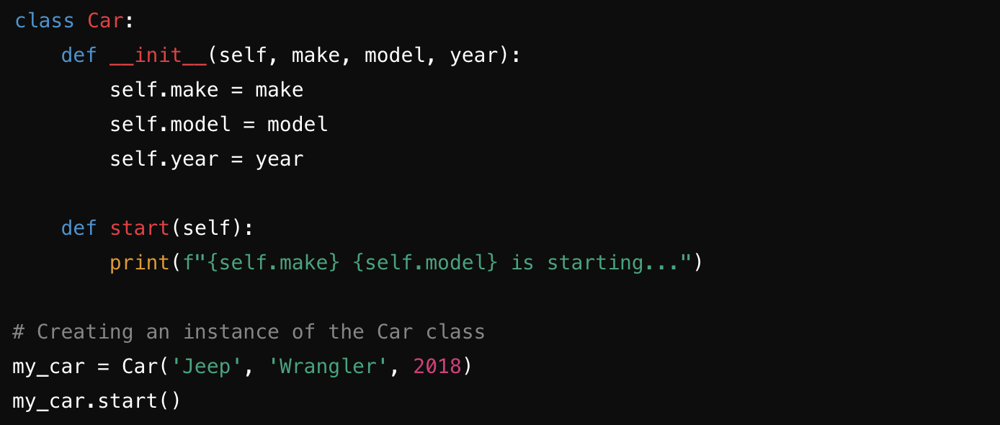 class Car:
    def __init__(self, make, model, year):
        self.make = make
        self.model = model
        self.year = year

    def start(self):
        print(f"{self.make} {self.model} is starting...")

# Creating an instance of the Car class
my_car = Car('Jeep', 'Wrangler', 2018)
my_car.start()